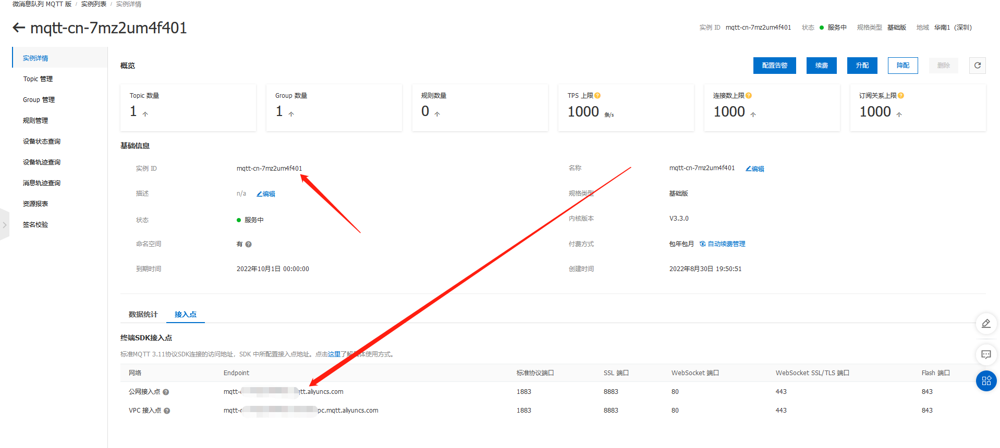 微消息队列 MQTT 版 / 实例列表 / 实例详情
mqtt-cn-7mz2um4f401
实例 ID mqtt-cn-7mz2um4f401 状态 服务中 规格类型 基础版 地域 华南1（深圳）
实例详情
Topic 管理
Group 管理
规则管理
设备状态查询
设备轨迹查询
消息轨迹查询
资源报表
签名校验
概览
配置告警 续费 升配 降配 删除
Topic 数量
1 个
Group 数量
1 个
规则数量
0 个
TPS 上限
1000 条/s
连接数上限
1000 个
订阅关系上限
1000 个
基础信息
实例 ID mqtt-cn-7mz2um4f401 名称 mqtt-cn-7mz2um4f401 编辑
描述 n/a 编辑 规格类型 基础版
状态 服务中 内核版本 V3.3.0
命名空间 有 付费方式 包年包月 自动续费管理
到期时间 2022年10月1日 00:00:00 创建时间 2022年8月30日 19:50:51
数据统计 接入点
终端SDK接入点
标准MQTT 3.11协议SDK连接的访问地址，SDK 中所配置接入点地址。点击这里了解具体使用方式。
网络 Endpoint 标准协议端口 SSL 端口 WebSocket 端口 WebSocket SSL/TLS 端口 Flash 端口
公网接入点 mqtt- tt.aliyuncs.com 1883 8883 80 443 843
VPC 接入点 mqtt- pc.mqtt.aliyuncs.com 1883 8883 80 443 843